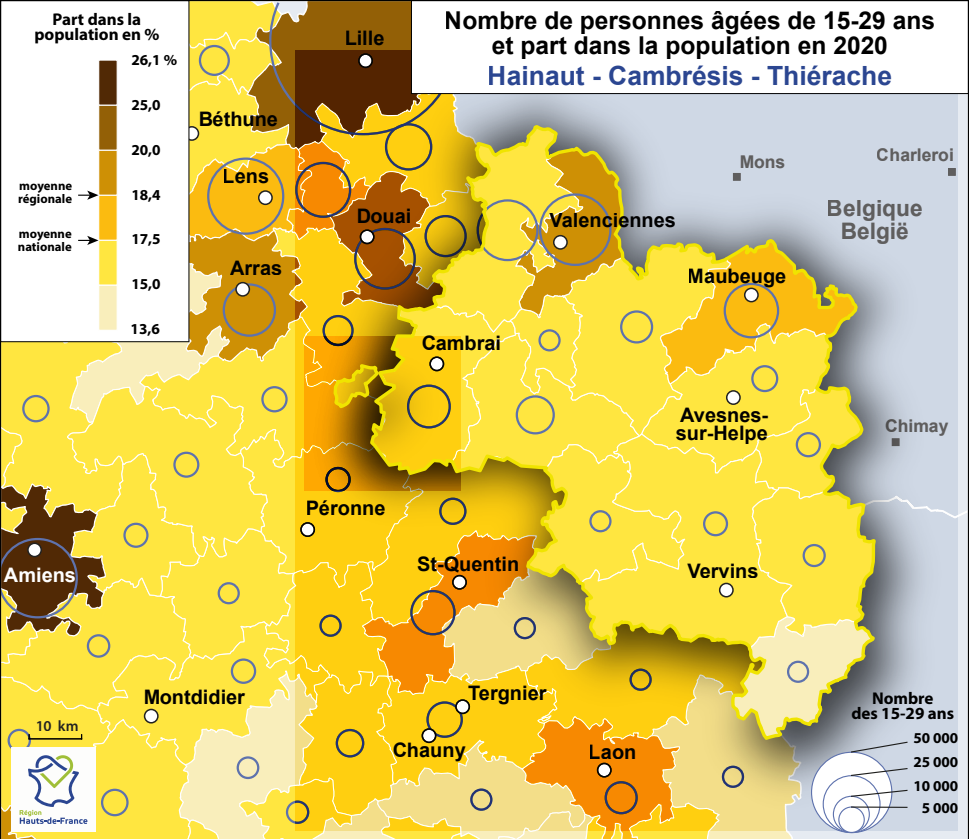 Nombre de personnes âgées de 15-29 ans
et part dans la population en 2020
Hainaut - Cambrésis - Thiérache
Part dans la
population en %
26,1 %
25,0
20,0
moyenne
régionale
18,4
moyenne
nationale
17,5
15,0
13,6
Lille
Béthune
Mons
Charleroi
Lens
Douai
Valenciennes
Belgique
België
Arras
Maubeuge
Cambrai
Avesnes-
sur-Helpe
Chimay
Péronne
St-Quentin
Amiens
Vervins
Montdidier
Tergnier
Chauny
Laon
10 km
Région
Hauts-de-France
Nombre
des 15-29 ans
50 000
25 000
10 000
5 000